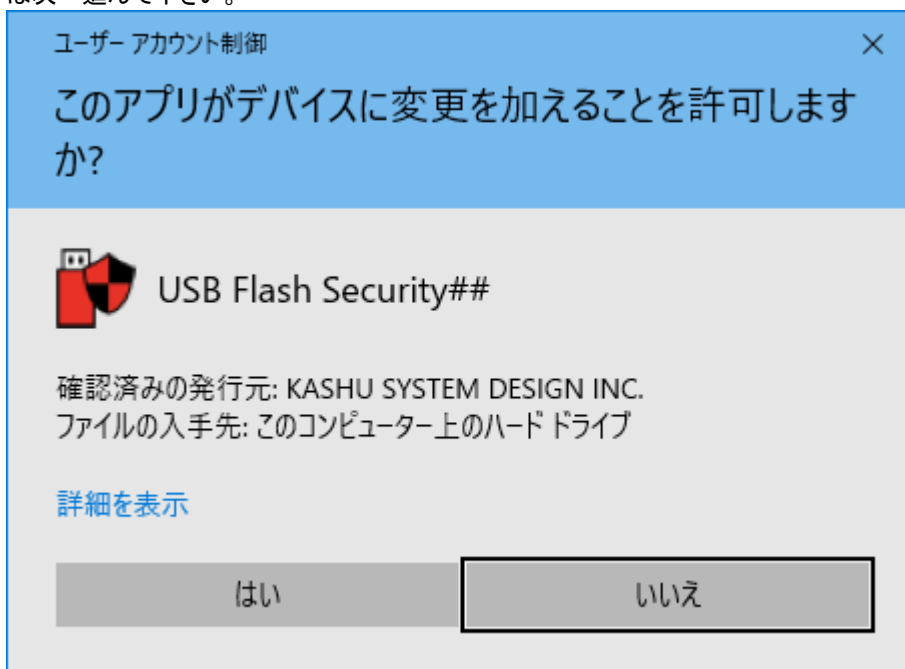 ユーザー アカウント制御
このアプリがデバイスに変更を加えることを許可します
か?
USB Flash Security##
確認済みの発行元: KASHU SYSTEM DESIGN INC.
ファイルの入手先: このコンピューター上のハード ドライブ
詳細を表示
はい
いいえ